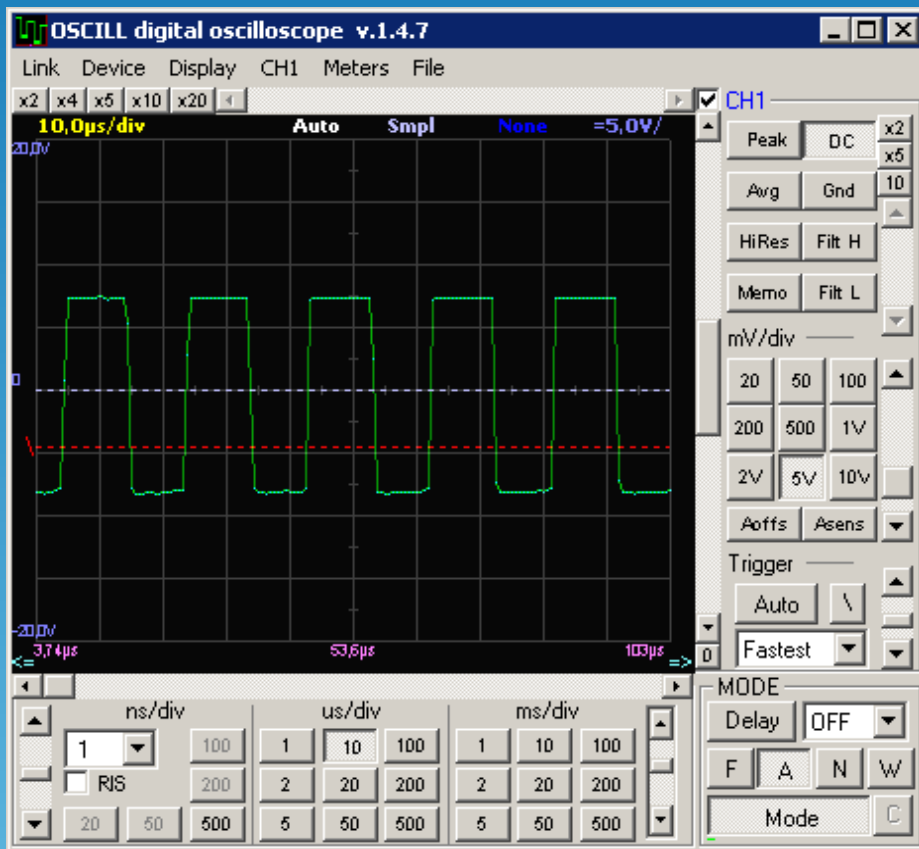 OSCILL digital oscilloscope v.1.4.7
Link Device Display CH1 Meters File
x2 x4 x5 x10 x20
CH1
10,0µs/div Auto Smpl None =5,0V/
20,0V
0
-20,0V
3,74µs 53,6µs 103µs
<= =>
0
Peak DC x2
x5
Avg Gnd 10
HiRes Filt H
Memo Filt L
mV/div
20 50 100
200 500 1V
2V 5V 10V
Aoffs Asens
Trigger
Auto \
Fastest
ns/div us/div ms/div
1 100 1 10 100 1 10 100
RIS 200 2 20 200 2 20 200
20 50 500 5 50 500 5 50 500
MODE
Delay OFF
F A N W
Mode C